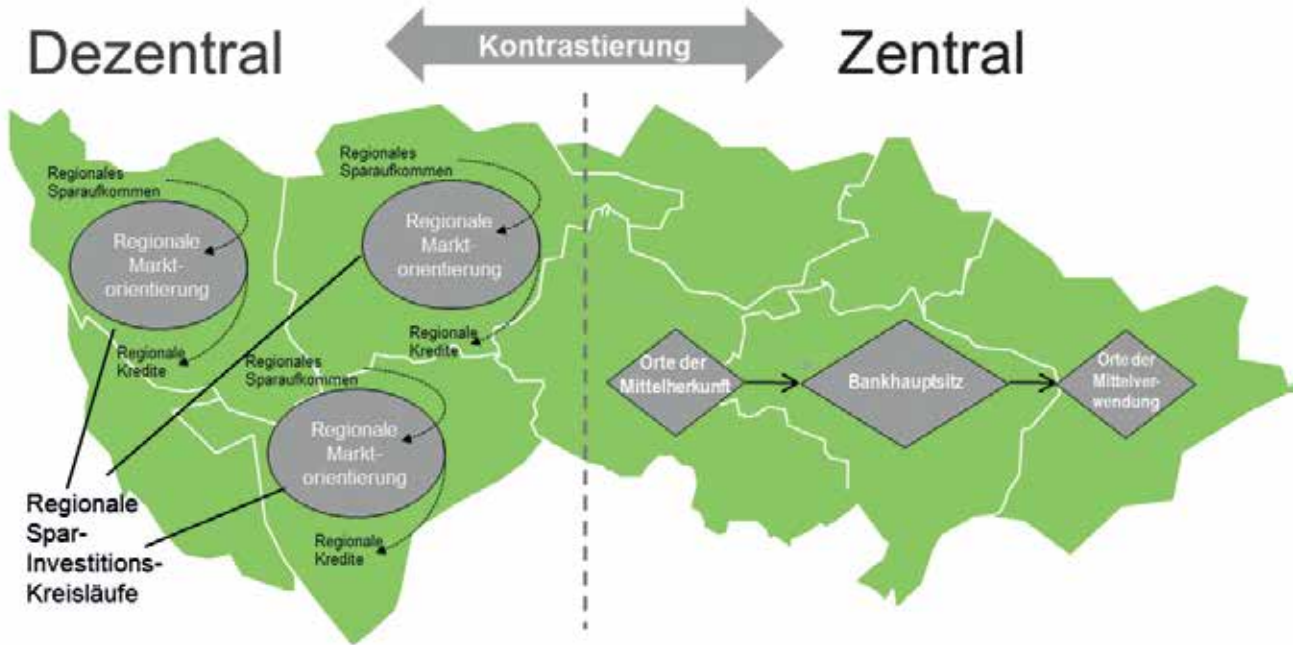 Dezentral
Kontrastierung
Zentral
Regionales
Sparaufkommen
Regionale
Markt-
orientierung
Regionale
Kredite
Regionales
Sparaufkommen
Regionale
Markt-
orientierung
Regionale
Kredite
Regionales
Sparaufkommen
Regionale
Markt-
orientierung
Regionale
Kredite
Regionale
Spar-
Investitions-
Kreisläufe
Orte der
Mittelherkunft
Bankhauptsitz
Orte der
Mittelver-
wendung